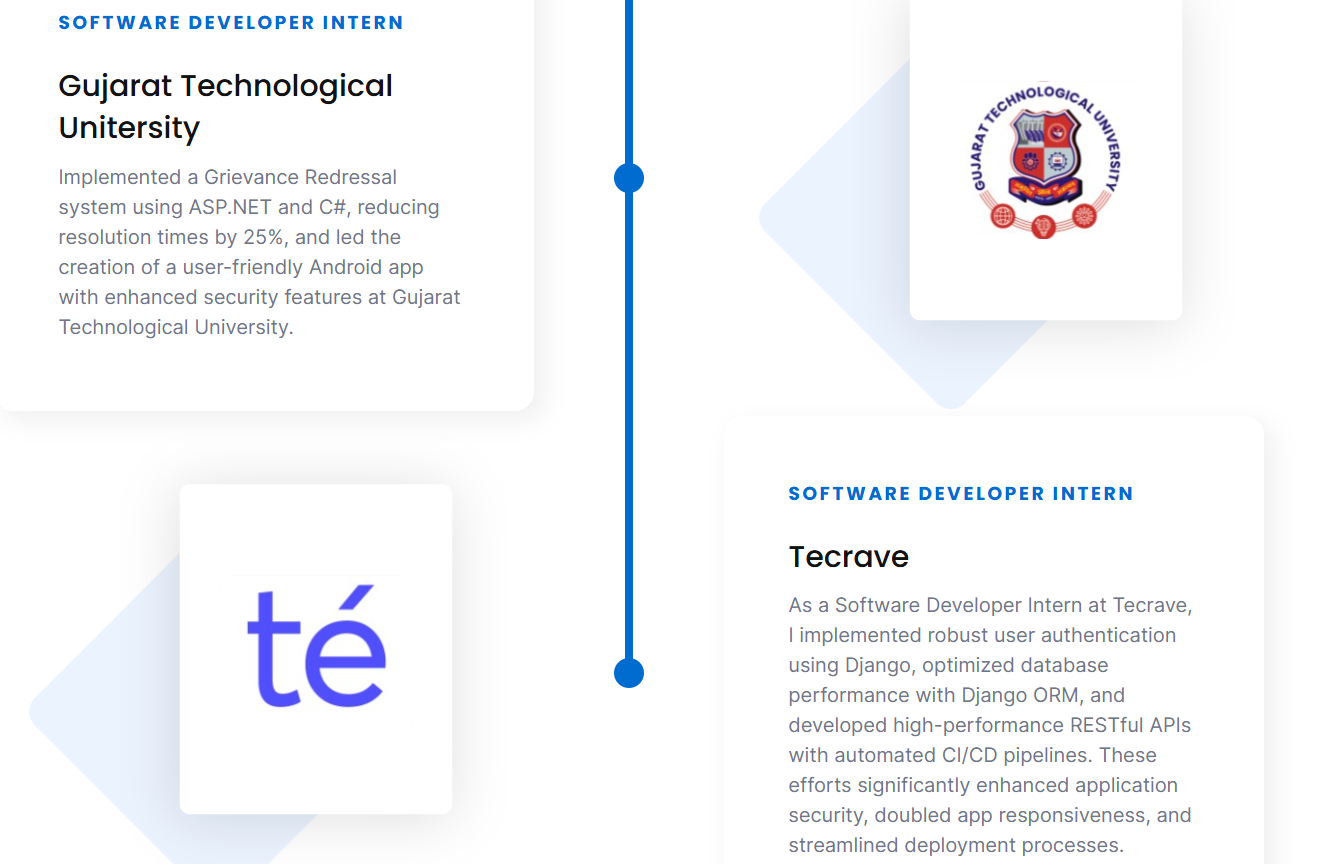 SOFTWARE DEVELOPER INTERN
Gujarat Technological
Unitersity
Implemented a Grievance Redressal
system using ASP.NET and C#, reducing
resolution times by 25%, and led the
creation of a user-friendly Android app
with enhanced security features at Gujarat
Technological University.
GUJARAT TECHNOLOGICAL UNIVERSITY
té
SOFTWARE DEVELOPER INTERN
Tecrave
As a Software Developer Intern at Tecrave,
I implemented robust user authentication
using Django, optimized database
performance with Django ORM, and
developed high-performance RESTful APIs
with automated CI/CD pipelines. These
efforts significantly enhanced application
security, doubled app responsiveness, and
streamlined deployment processes.